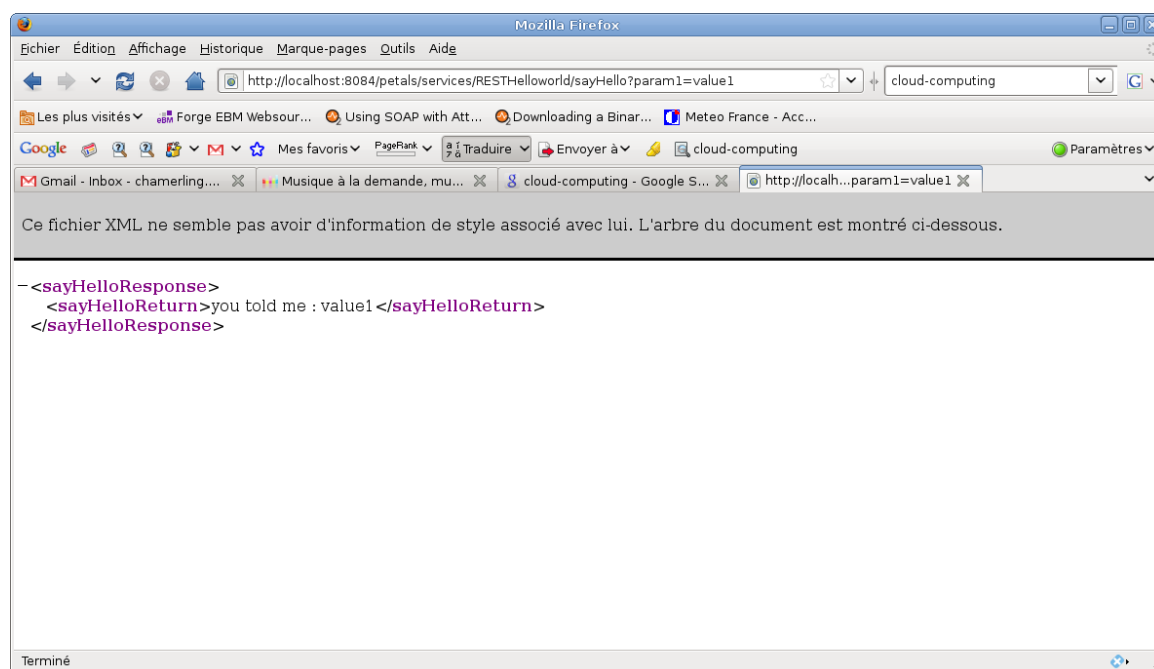 Mozilla Firefox
Fichier Édition Affichage Historique Marque-pages Outils Aide
http://localhost:8084/petals/services/RESTHelloworld/sayHello?param1=value1 cloud-computing G
Les plus visités Forge EBM Websour... Using SOAP with Att... Downloading a Binar... Meteo France - Acc...
Google Mes favoris PageRank Traduire Envoyer à cloud-computing Paramètres
Gmail - Inbox - chamerling.... Musique à la demande, mu... cloud-computing - Google S... http://localh...param1=value1
Ce fichier XML ne semble pas avoir d'information de style associé avec lui. L'arbre du document est montré ci-dessous.
−<sayHelloResponse>
<sayHelloReturn>you told me : value1</sayHelloReturn>
</sayHelloResponse>
Terminé